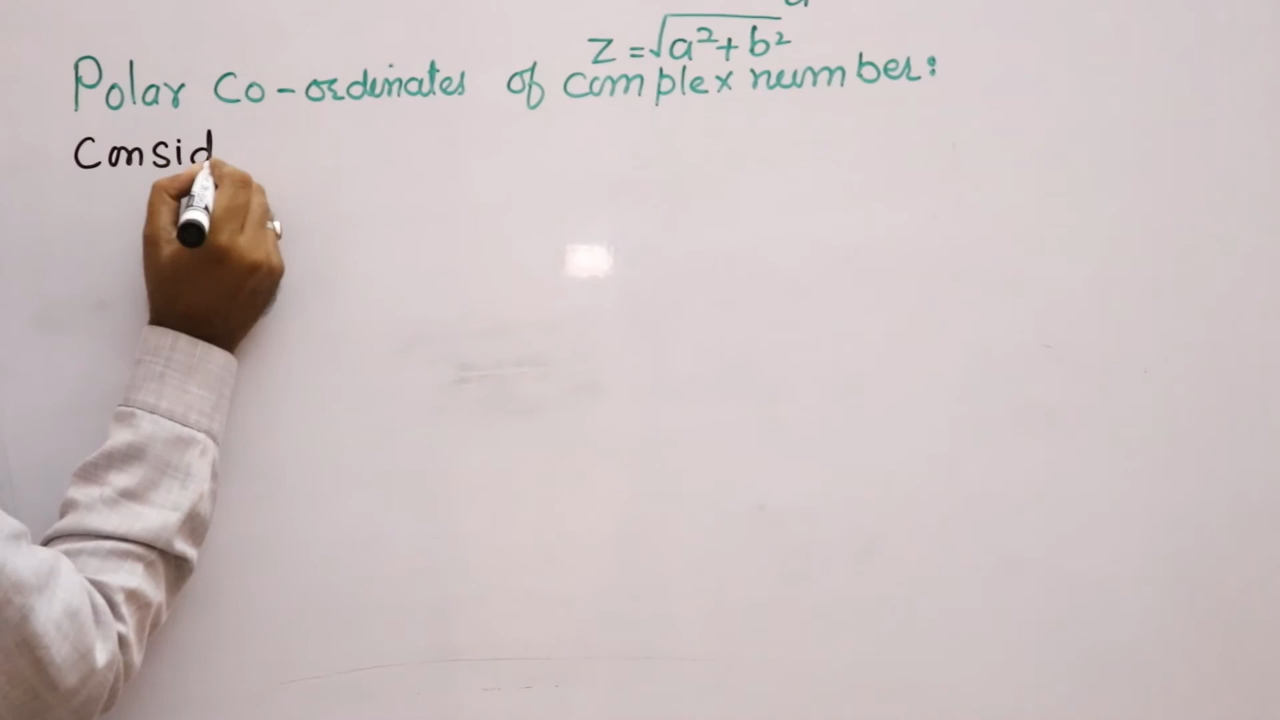 z = √a²+b²
Polar Co-ordinates of complex number:
Consid